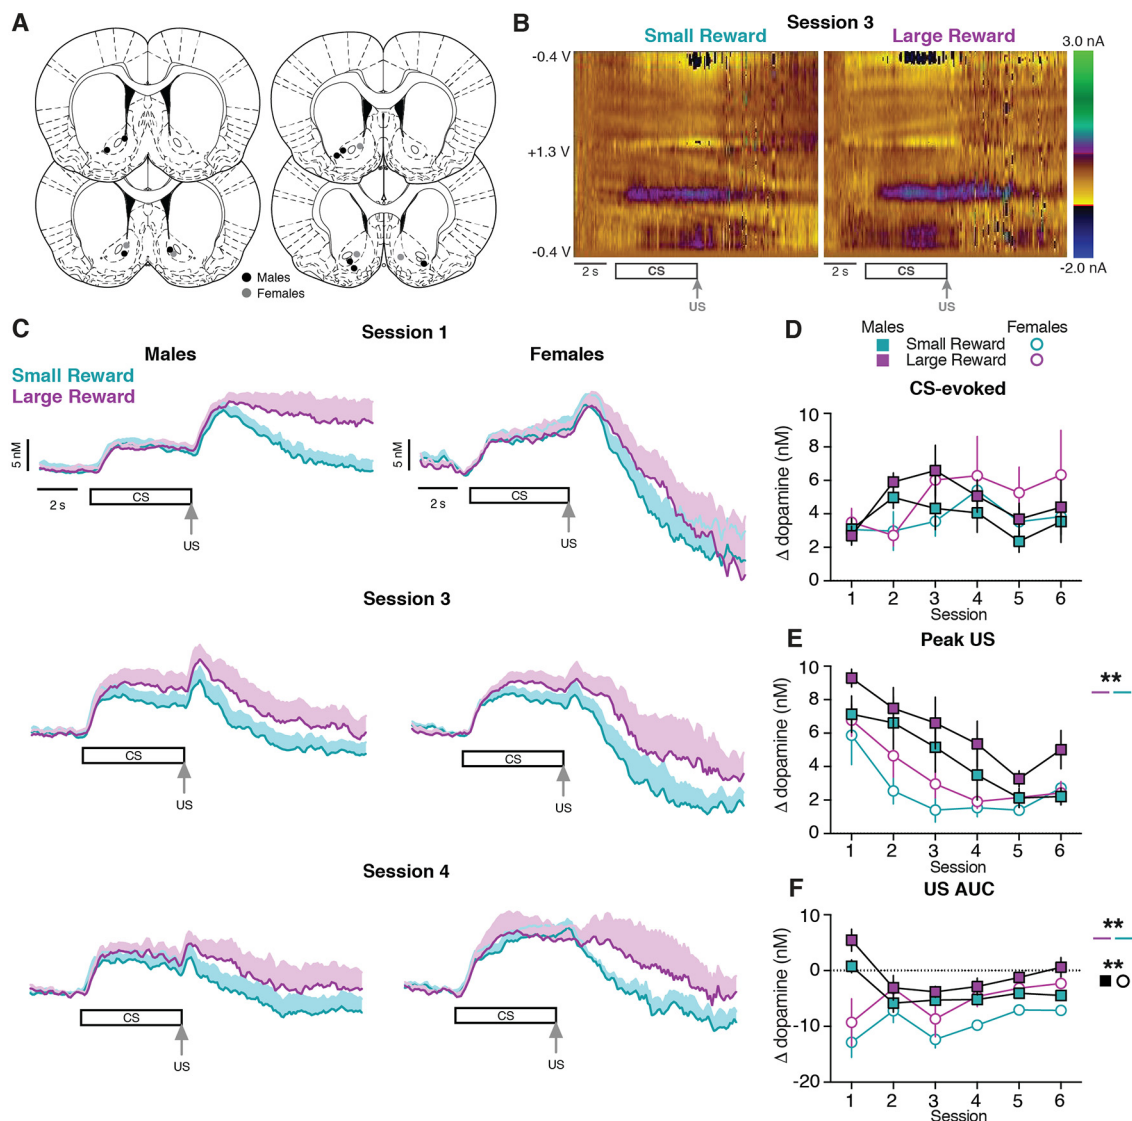 A
Males
Females
B
Session 3
Small Reward
Large Reward
3.0 nA
-0.4 V
+1.3 V
-0.4 V
-2.0 nA
2 s
CS
US
2 s
CS
US
C
Session 1
Males
Females
Small Reward
Large Reward
5 nM
2 s
CS
US
5 nM
2 s
CS
US
Session 3
CS
US
CS
US
Session 4
CS
US
CS
US
D
Males
Females
Small Reward
Large Reward
CS-evoked
Δ dopamine (nM)
10
8
6
4
2
0
1 2 3 4 5 6
Session
E
Peak US
**
Δ dopamine (nM)
10
8
6
4
2
0
1 2 3 4 5 6
Session
F
US AUC
**
**
Δ dopamine (nM)
10
0
-10
-20
1 2 3 4 5 6
Session